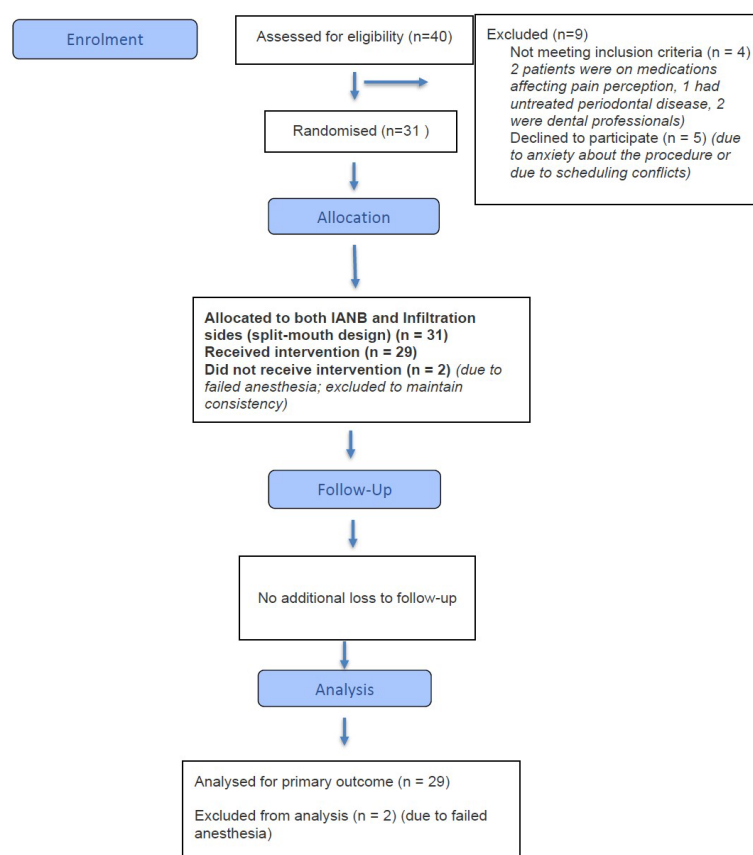 Enrolment
Assessed for eligibility (n=40)
Excluded (n=9)
Not meeting inclusion criteria (n = 4)
2 patients were on medications
affecting pain perception, 1 had
untreated periodontal disease, 2
were dental professionals)
Declined to participate (n = 5) (due
to anxiety about the procedure or
due to scheduling conflicts)
Randomised (n=31 )
Allocation
Allocated to both IANB and Infiltration
sides (split-mouth design) (n = 31)
Received intervention (n = 29)
Did not receive intervention (n = 2) (due to
failed anesthesia; excluded to maintain
consistency)
Follow-Up
No additional loss to follow-up
Analysis
Analysed for primary outcome (n = 29)
Excluded from analysis (n = 2) (due to failed
anesthesia)